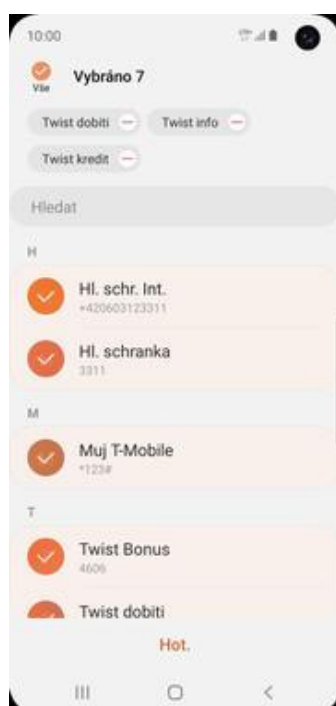 10:00
Vše
Vybráno 7
Twist dobiti
Twist info
Twist kredit
Hledat
H
Hl. schr. Int.
+420603123311
Hl. schranka
3311
M
Muj T-Mobile
*123#
T
Twist Bonus
4606
Twist dobiti
Hot.